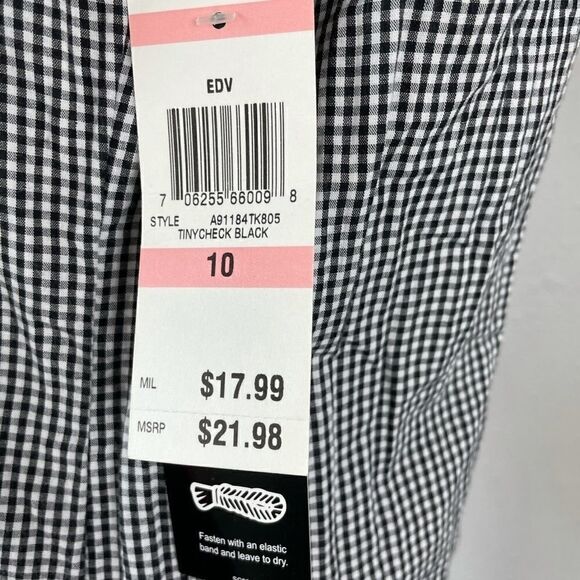 EDV
7 06255 66009 8
STYLE A91184TK805
TINYCHECK BLACK
10
MIL $17.99
MSRP $21.98
Fasten with an elastic
band and leave to dry.